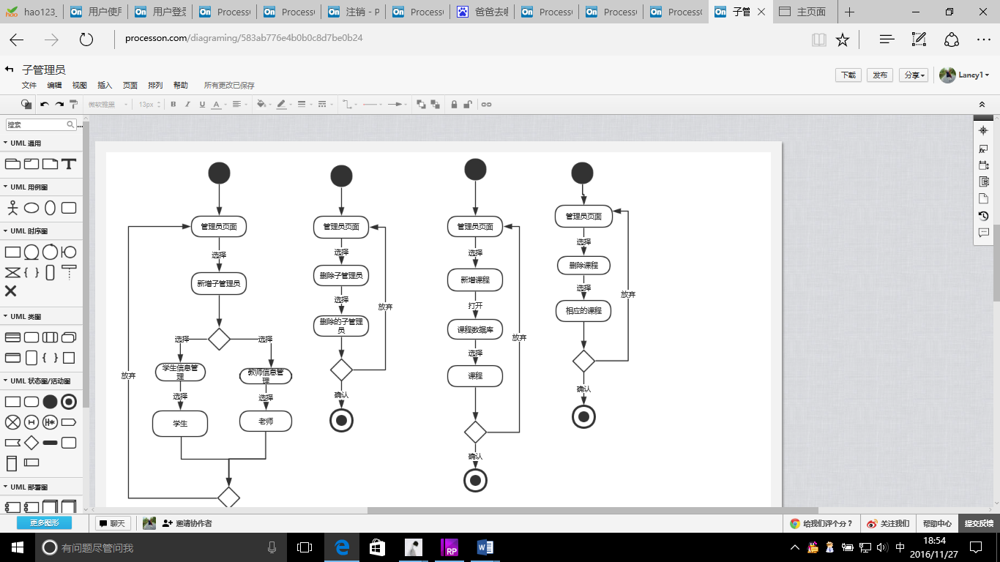 hao123_
用户使用
用户登录
ProcessC
ProcessC
注销 - P
ProcessC
爸爸去哪
ProcessC
ProcessC
ProcessC
子管
主页面
processon.com/diagraming/583ab776e4b0b0c8d7be0b24
子管理员
文件 编辑 视图 插入 页面 排列 帮助 所有更改已保存
下载 发布 分享 Lancy1
微软雅黑 13px B I U A
搜索
UML 通用
UML 用例图
UML 时序图
UML 类图
UML 状态图/活动图
UML 部署图
更多图形
管理员页面
选择
新增子管理员
选择
选择
学生信息管
理
教师信息管
理
选择
选择
学生
老师
放弃
管理员页面
选择
删除子管理员
选择
删除的子管理
员
放弃
确认
管理员页面
选择
新增课程
打开
课程数据库
选择
课程
放弃
确认
管理员页面
选择
删除课程
选择
相应的课程
放弃
确认
聊天 邀请协作者
给我们评个分？ 关注我们 帮助中心 提交反馈
有问题尽管问我
中
18:54
2016/11/27